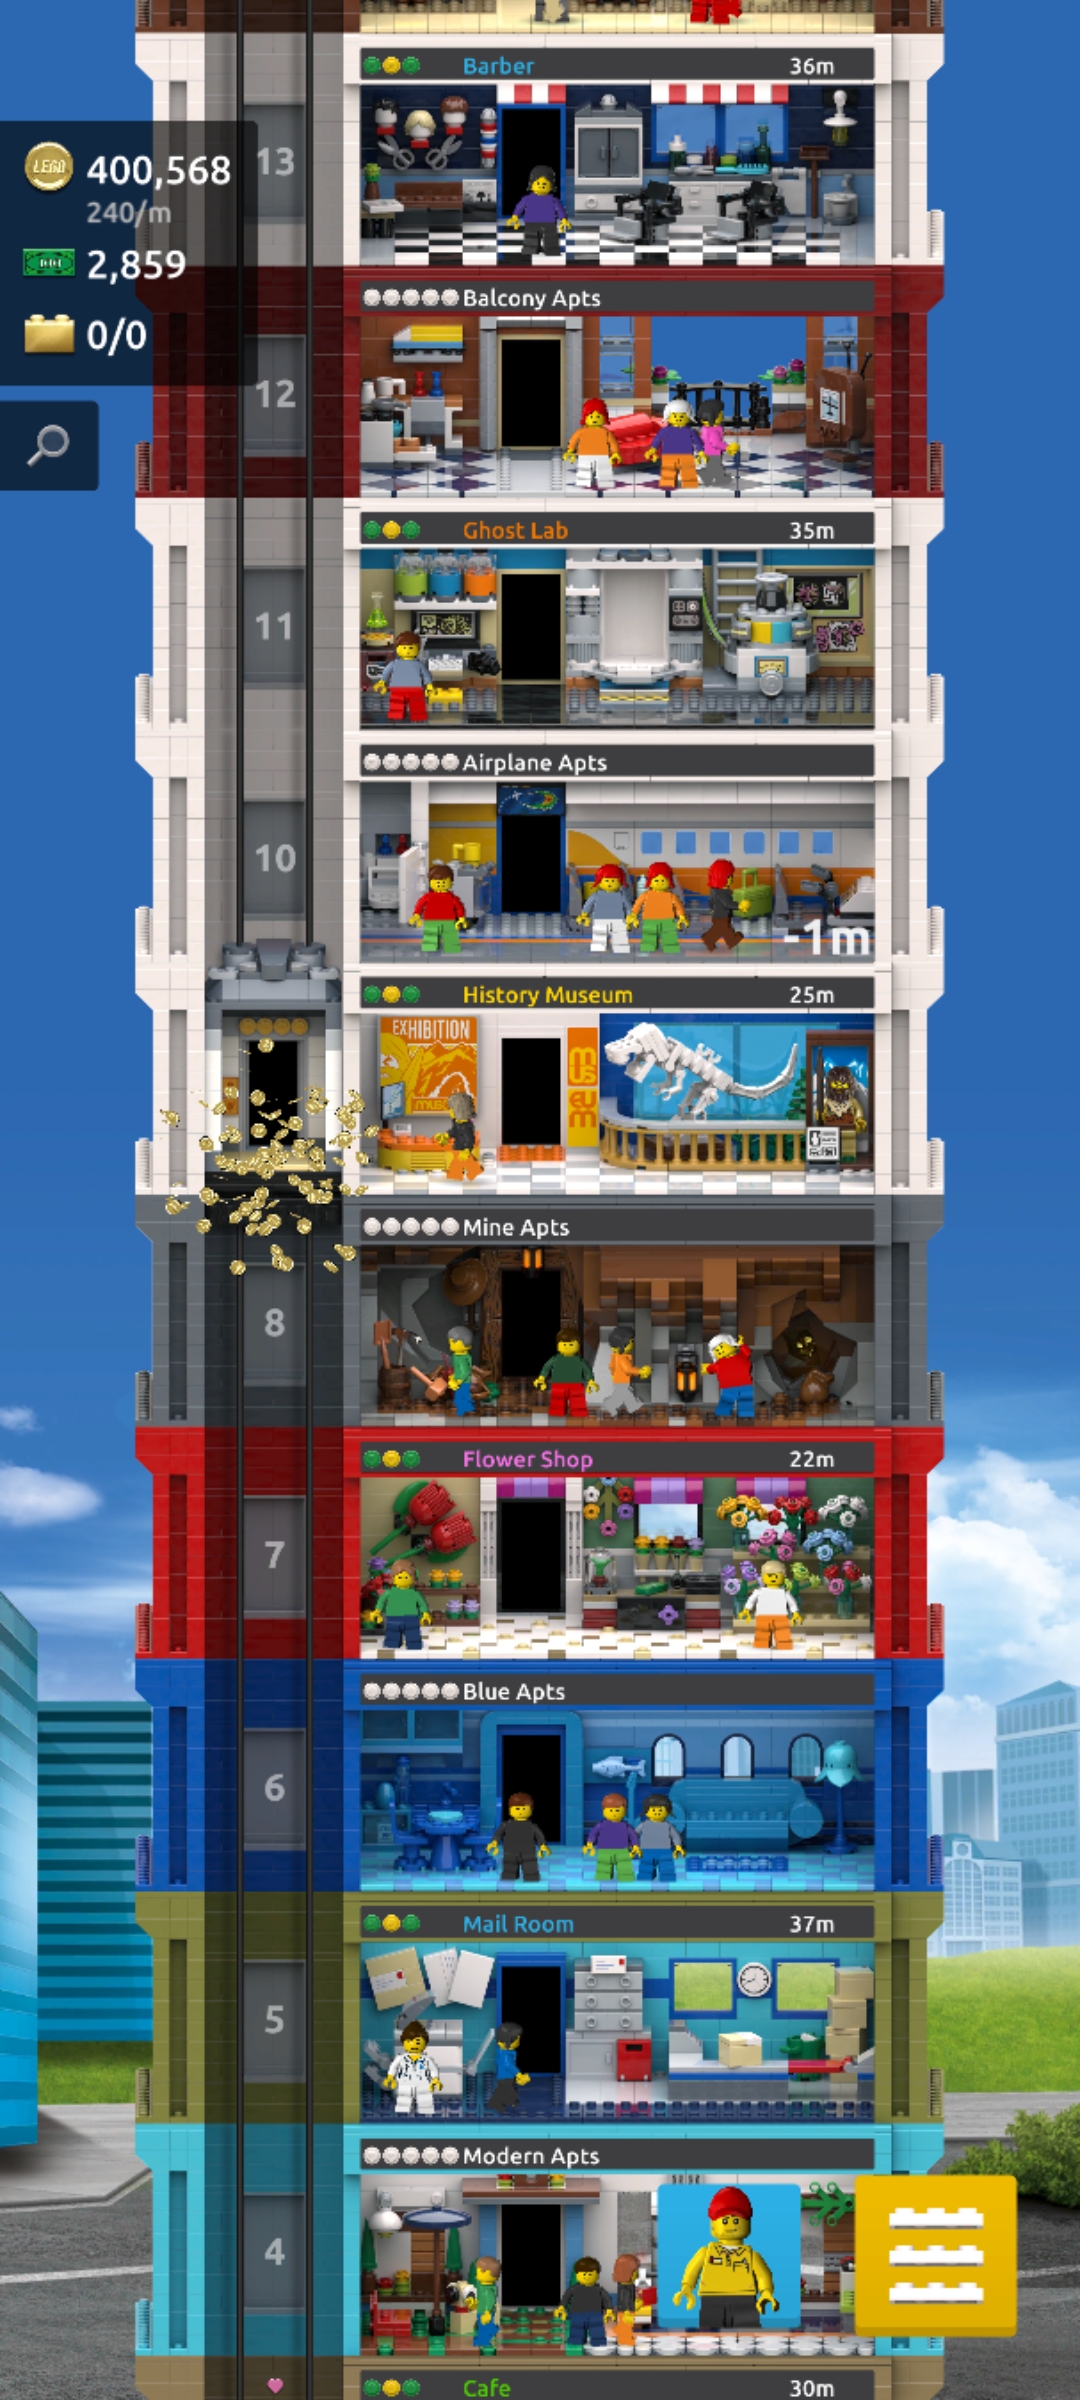 Barber 36m
13
LEGO 400,568
240/m
2,859
0/0
Balcony Apts
12
Ghost Lab 35m
11
Airplane Apts
10
-1m
History Museum 25m
EXHIBITION
MUSEUM
Mine Apts
8
Flower Shop 22m
7
Blue Apts
6
Mail Room 37m
5
Modern Apts
4
Cafe 30m